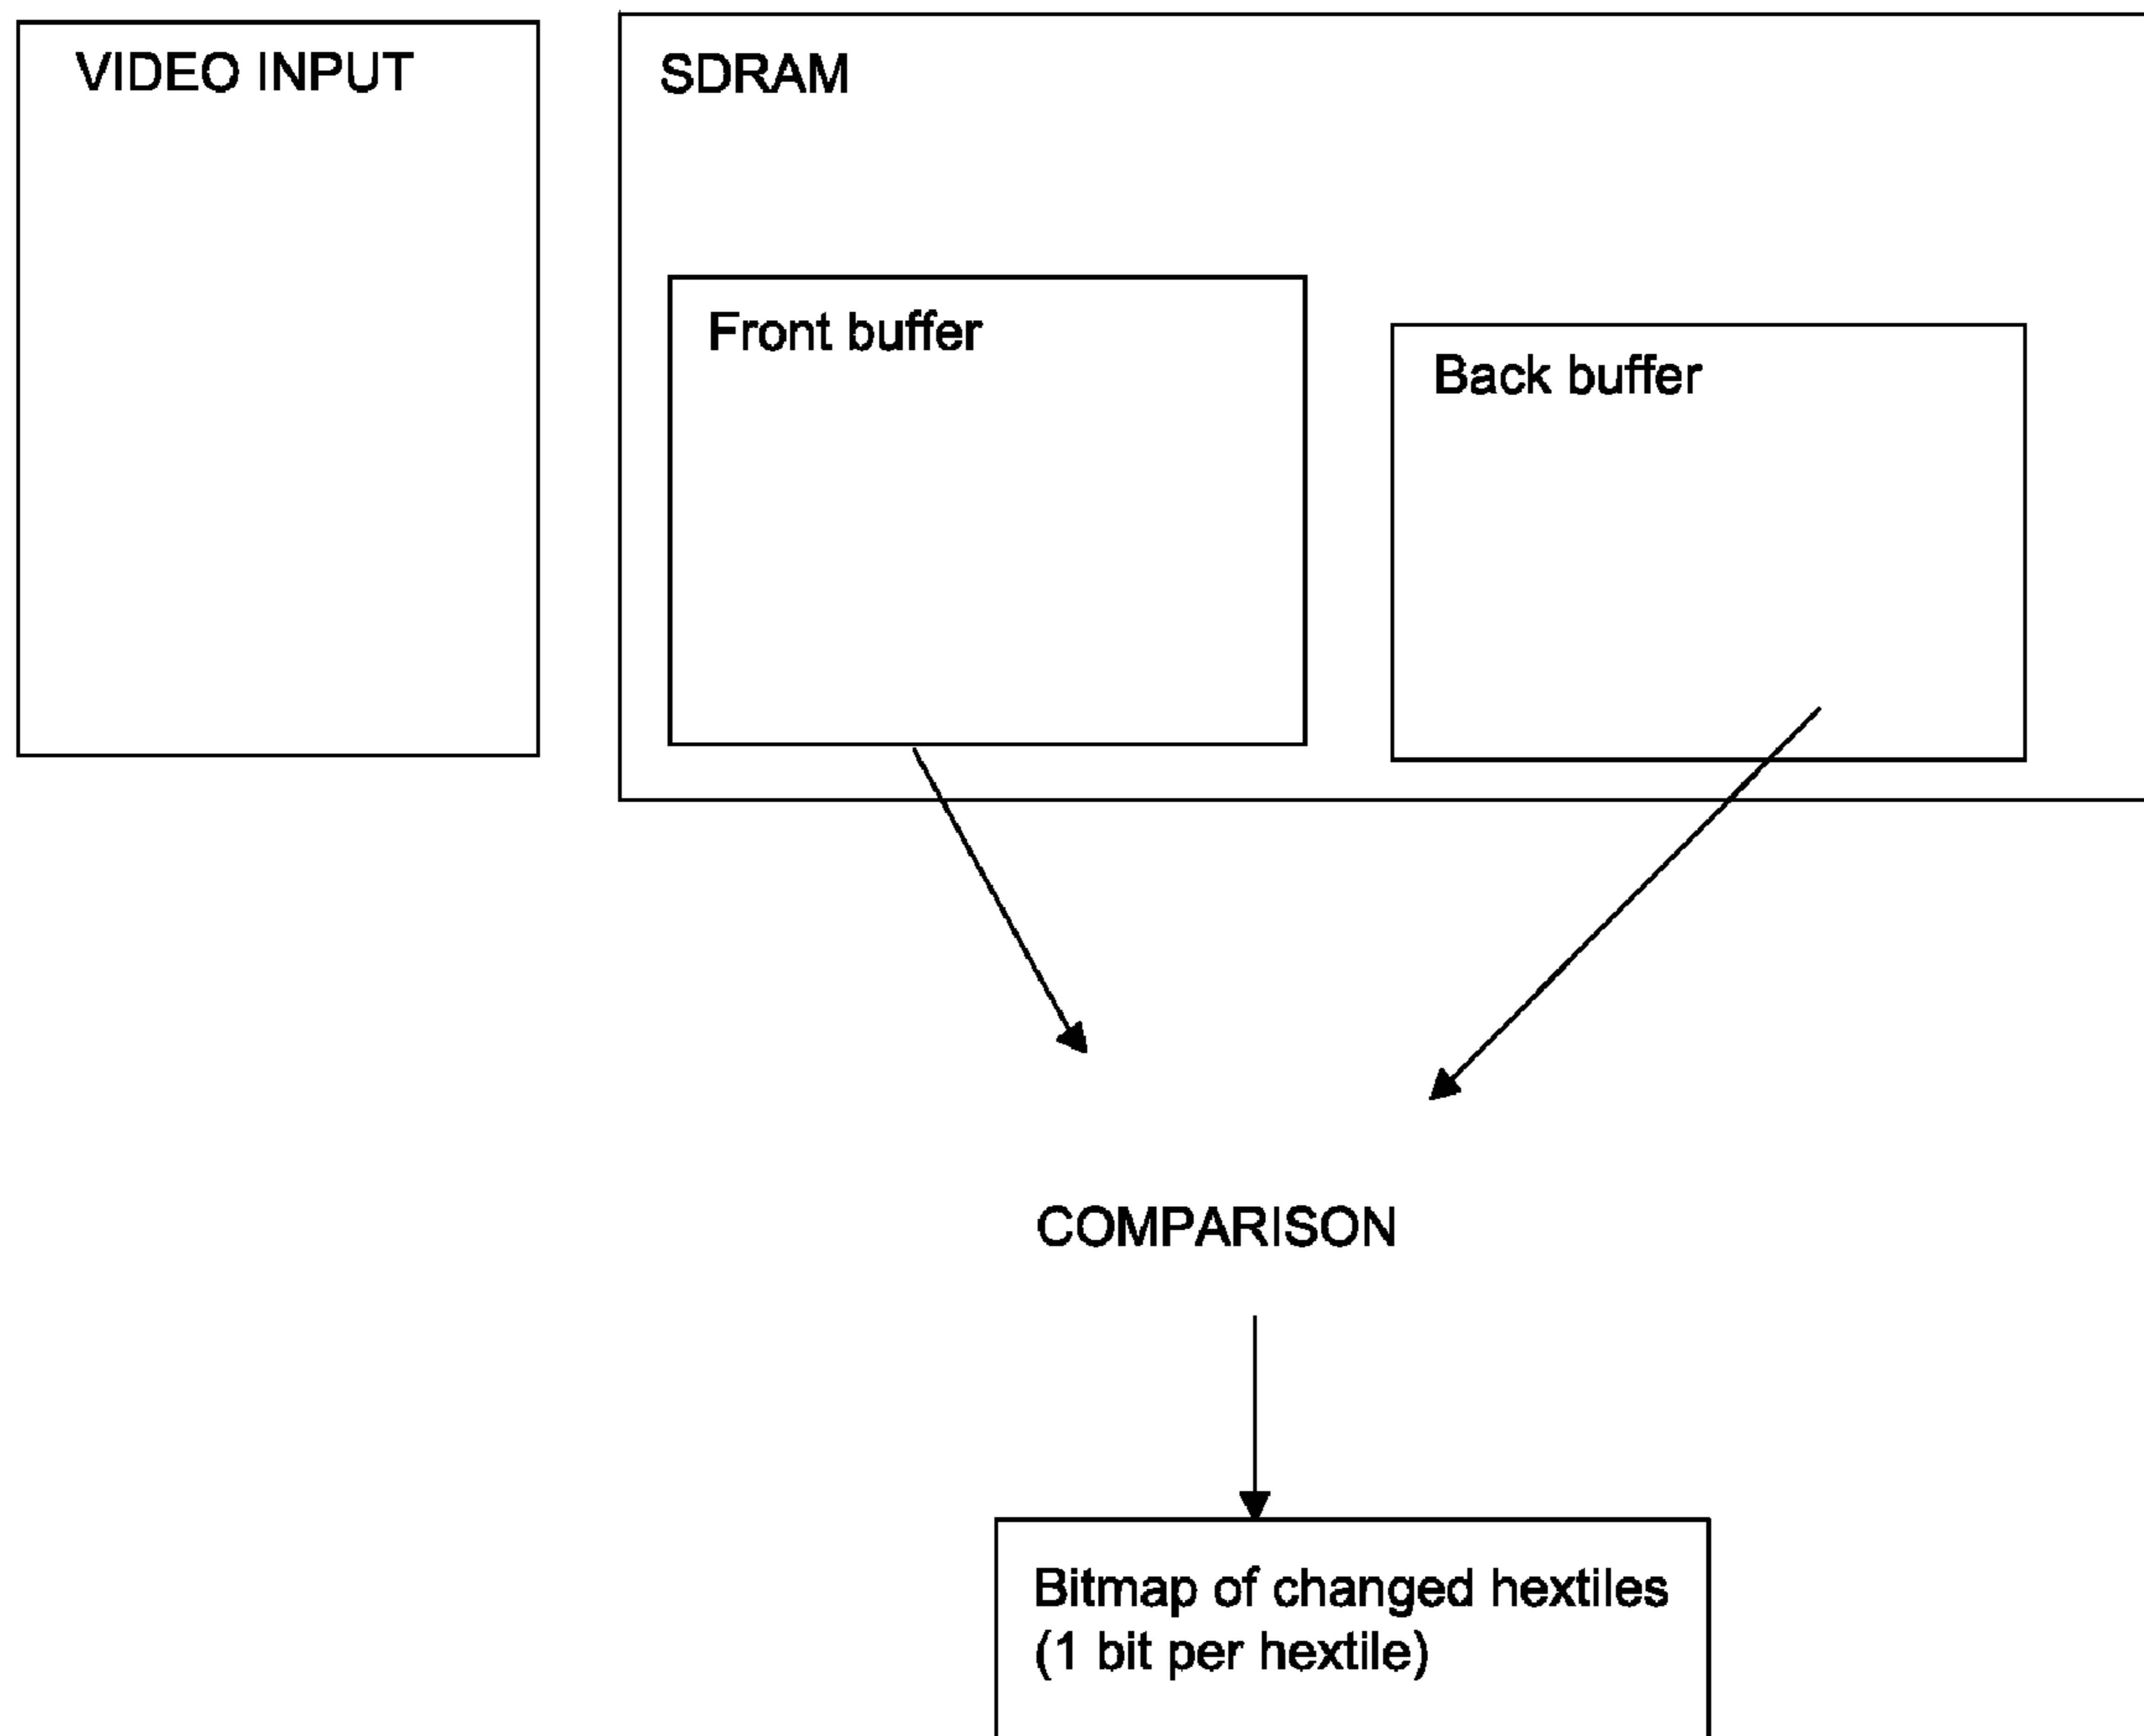 VIDEO INPUT
SDRAM
Front buffer
Back buffer
COMPARISON
Bitmap of changed hextiles
(1 bit per hextile)